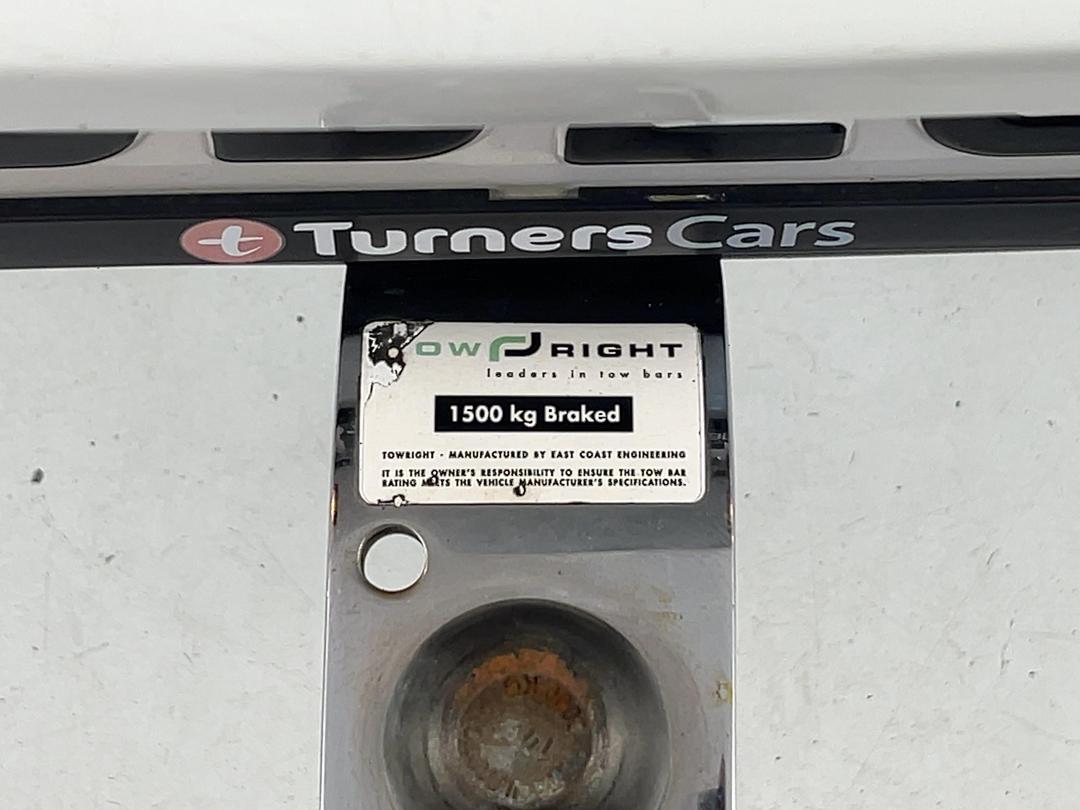 t Turners Cars
OW RIGHT
leaders in tow bars
1500 kg Braked
TOWRIGHT - MANUFACTURED BY EAST COAST ENGINEERING
IT IS THE OWNER'S RESPONSIBILITY TO ENSURE THE TOW BAR
RATING MEETS THE VEHICLE MANUFACTURER'S SPECIFICATIONS.